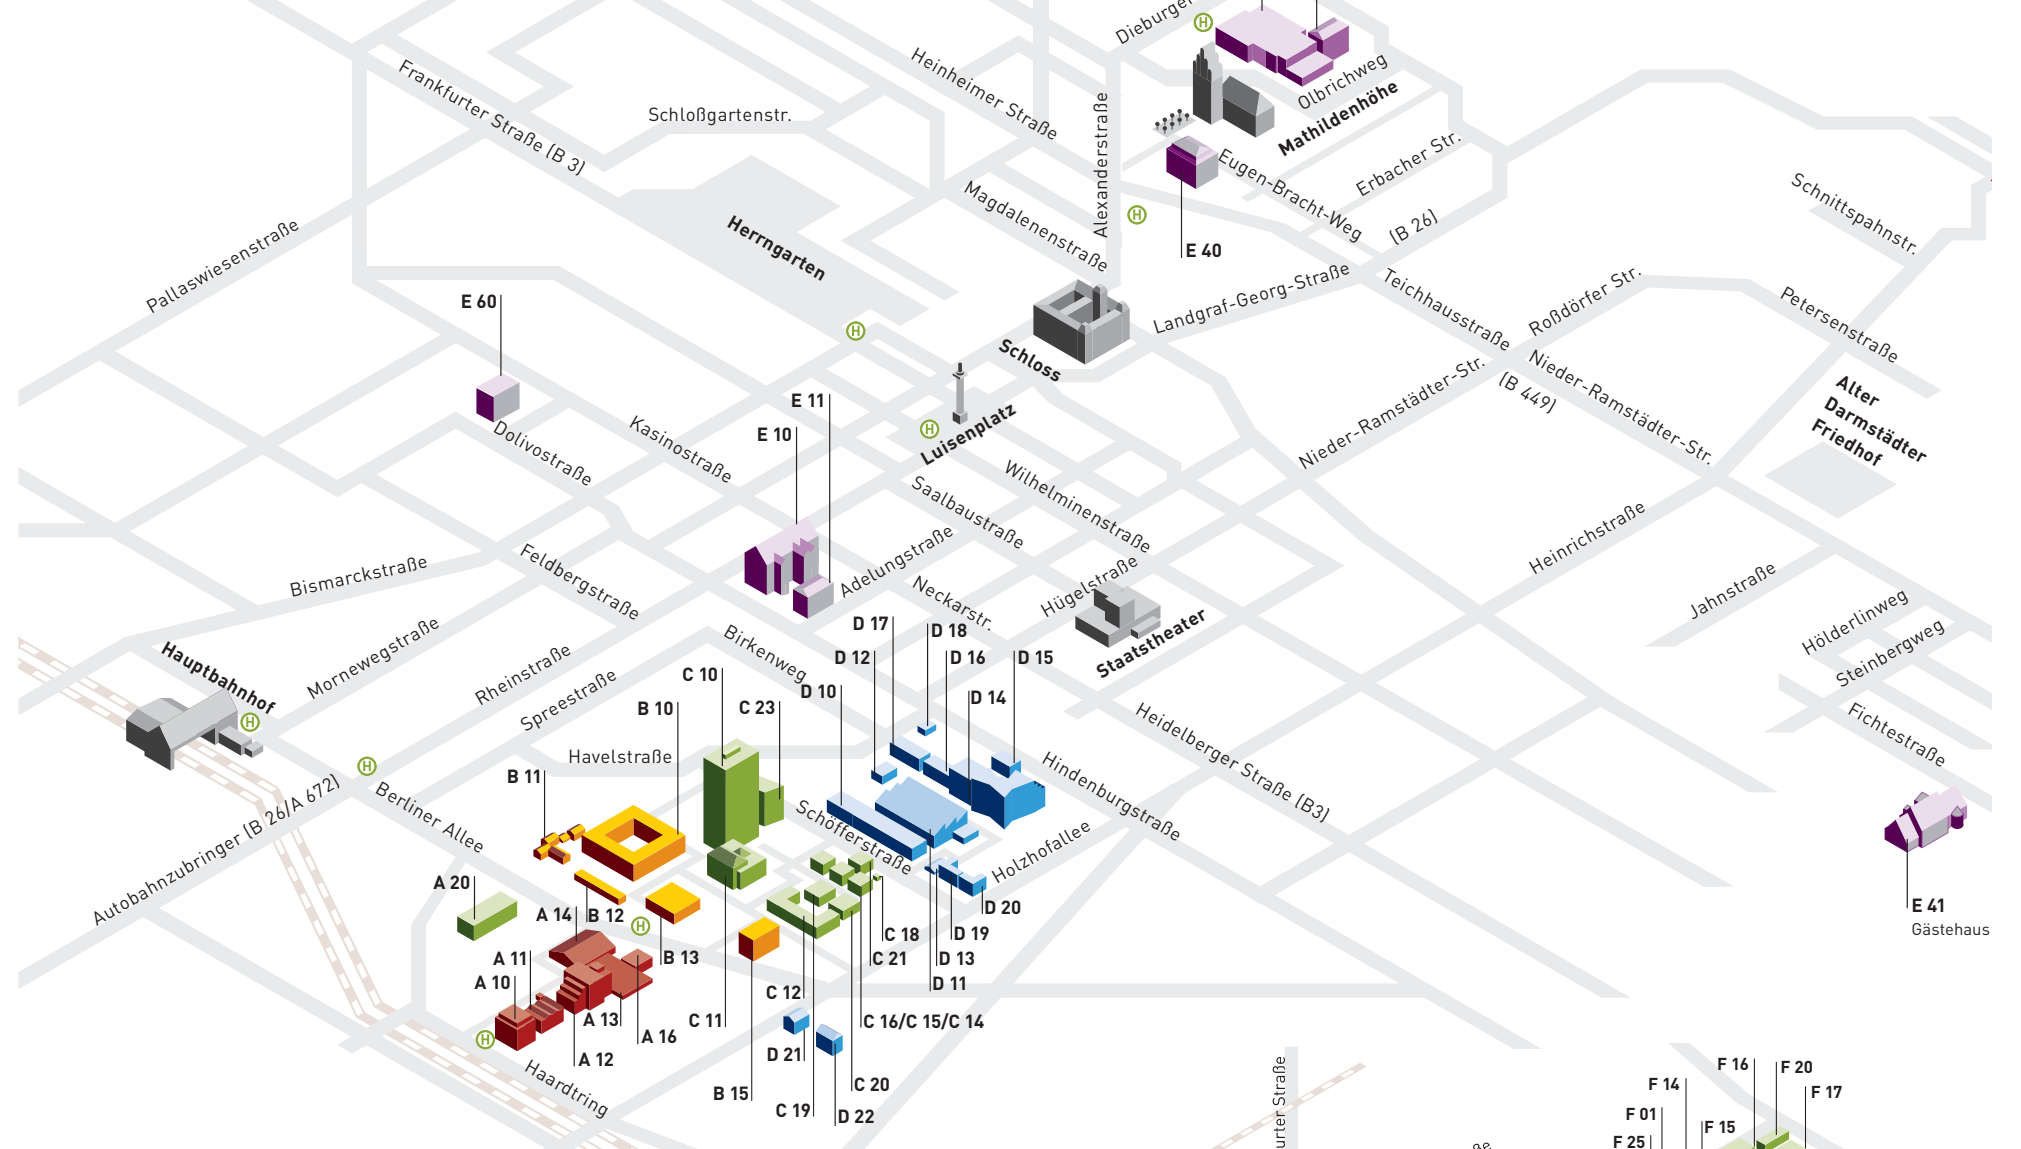 Dieburger
H
Olbrichweg
Mathildenhöhe
Heinheimer Straße
Alexanderstraße
Frankfurter Straße (B 3)
Schloßgartenstr.
Eugen-Bracht-Weg
Erbacher Str.
(B 26)
H
E 40
Magdalenenstraße
Schnittspahnstr.
Pallaswiesenstraße
Herrngarten
Landgraf-Georg-Straße
Teichhausstraße
Roßdörfer Str.
Petersenstraße
E 60
H
Schloss
Nieder-Ramstädter-Str.
Nieder-Ramstädter-Str.
(B 449)
Alter
Darmstädter
Friedhof
E 11
E 10
H
Luisenplatz
Dolivostraße
Kasinostraße
Saalbaustraße
Wilhelminenstraße
Heinrichstraße
Bismarckstraße
Feldbergstraße
Adelungstraße
Neckarstr.
Hügelstraße
Staatstheater
Jahnstraße
Hölderlinweg
Steinbergweg
Fichtestraße
Hauptbahnhof
H
Mornewegstraße
Rheinstraße
Spreestraße
Birkenweg
D 17
D 18
D 12
D 16
D 15
C 10
D 10
D 14
B 10
C 23
Heidelberger Straße (B3)
Havelstraße
H
B 11
Hindenburgstraße
Autobahnzubringer (B 26/A 672)
Berliner Allee
Schöfferstraße
Holzhofallee
A 20
A 14
B 12
H
D 20
E 41
Gästehaus
C 18
D 19
A 11
B 13
C 21
D 13
A 10
C 12
D 11
A 13
C 11
C 16/C 15/C 14
H
A 16
A 12
D 21
Haardtring
B 15
C 20
C 19
D 22
urter Straße
ße
F 16
F 20
F 14
F 17
F 01
F 15
F 25